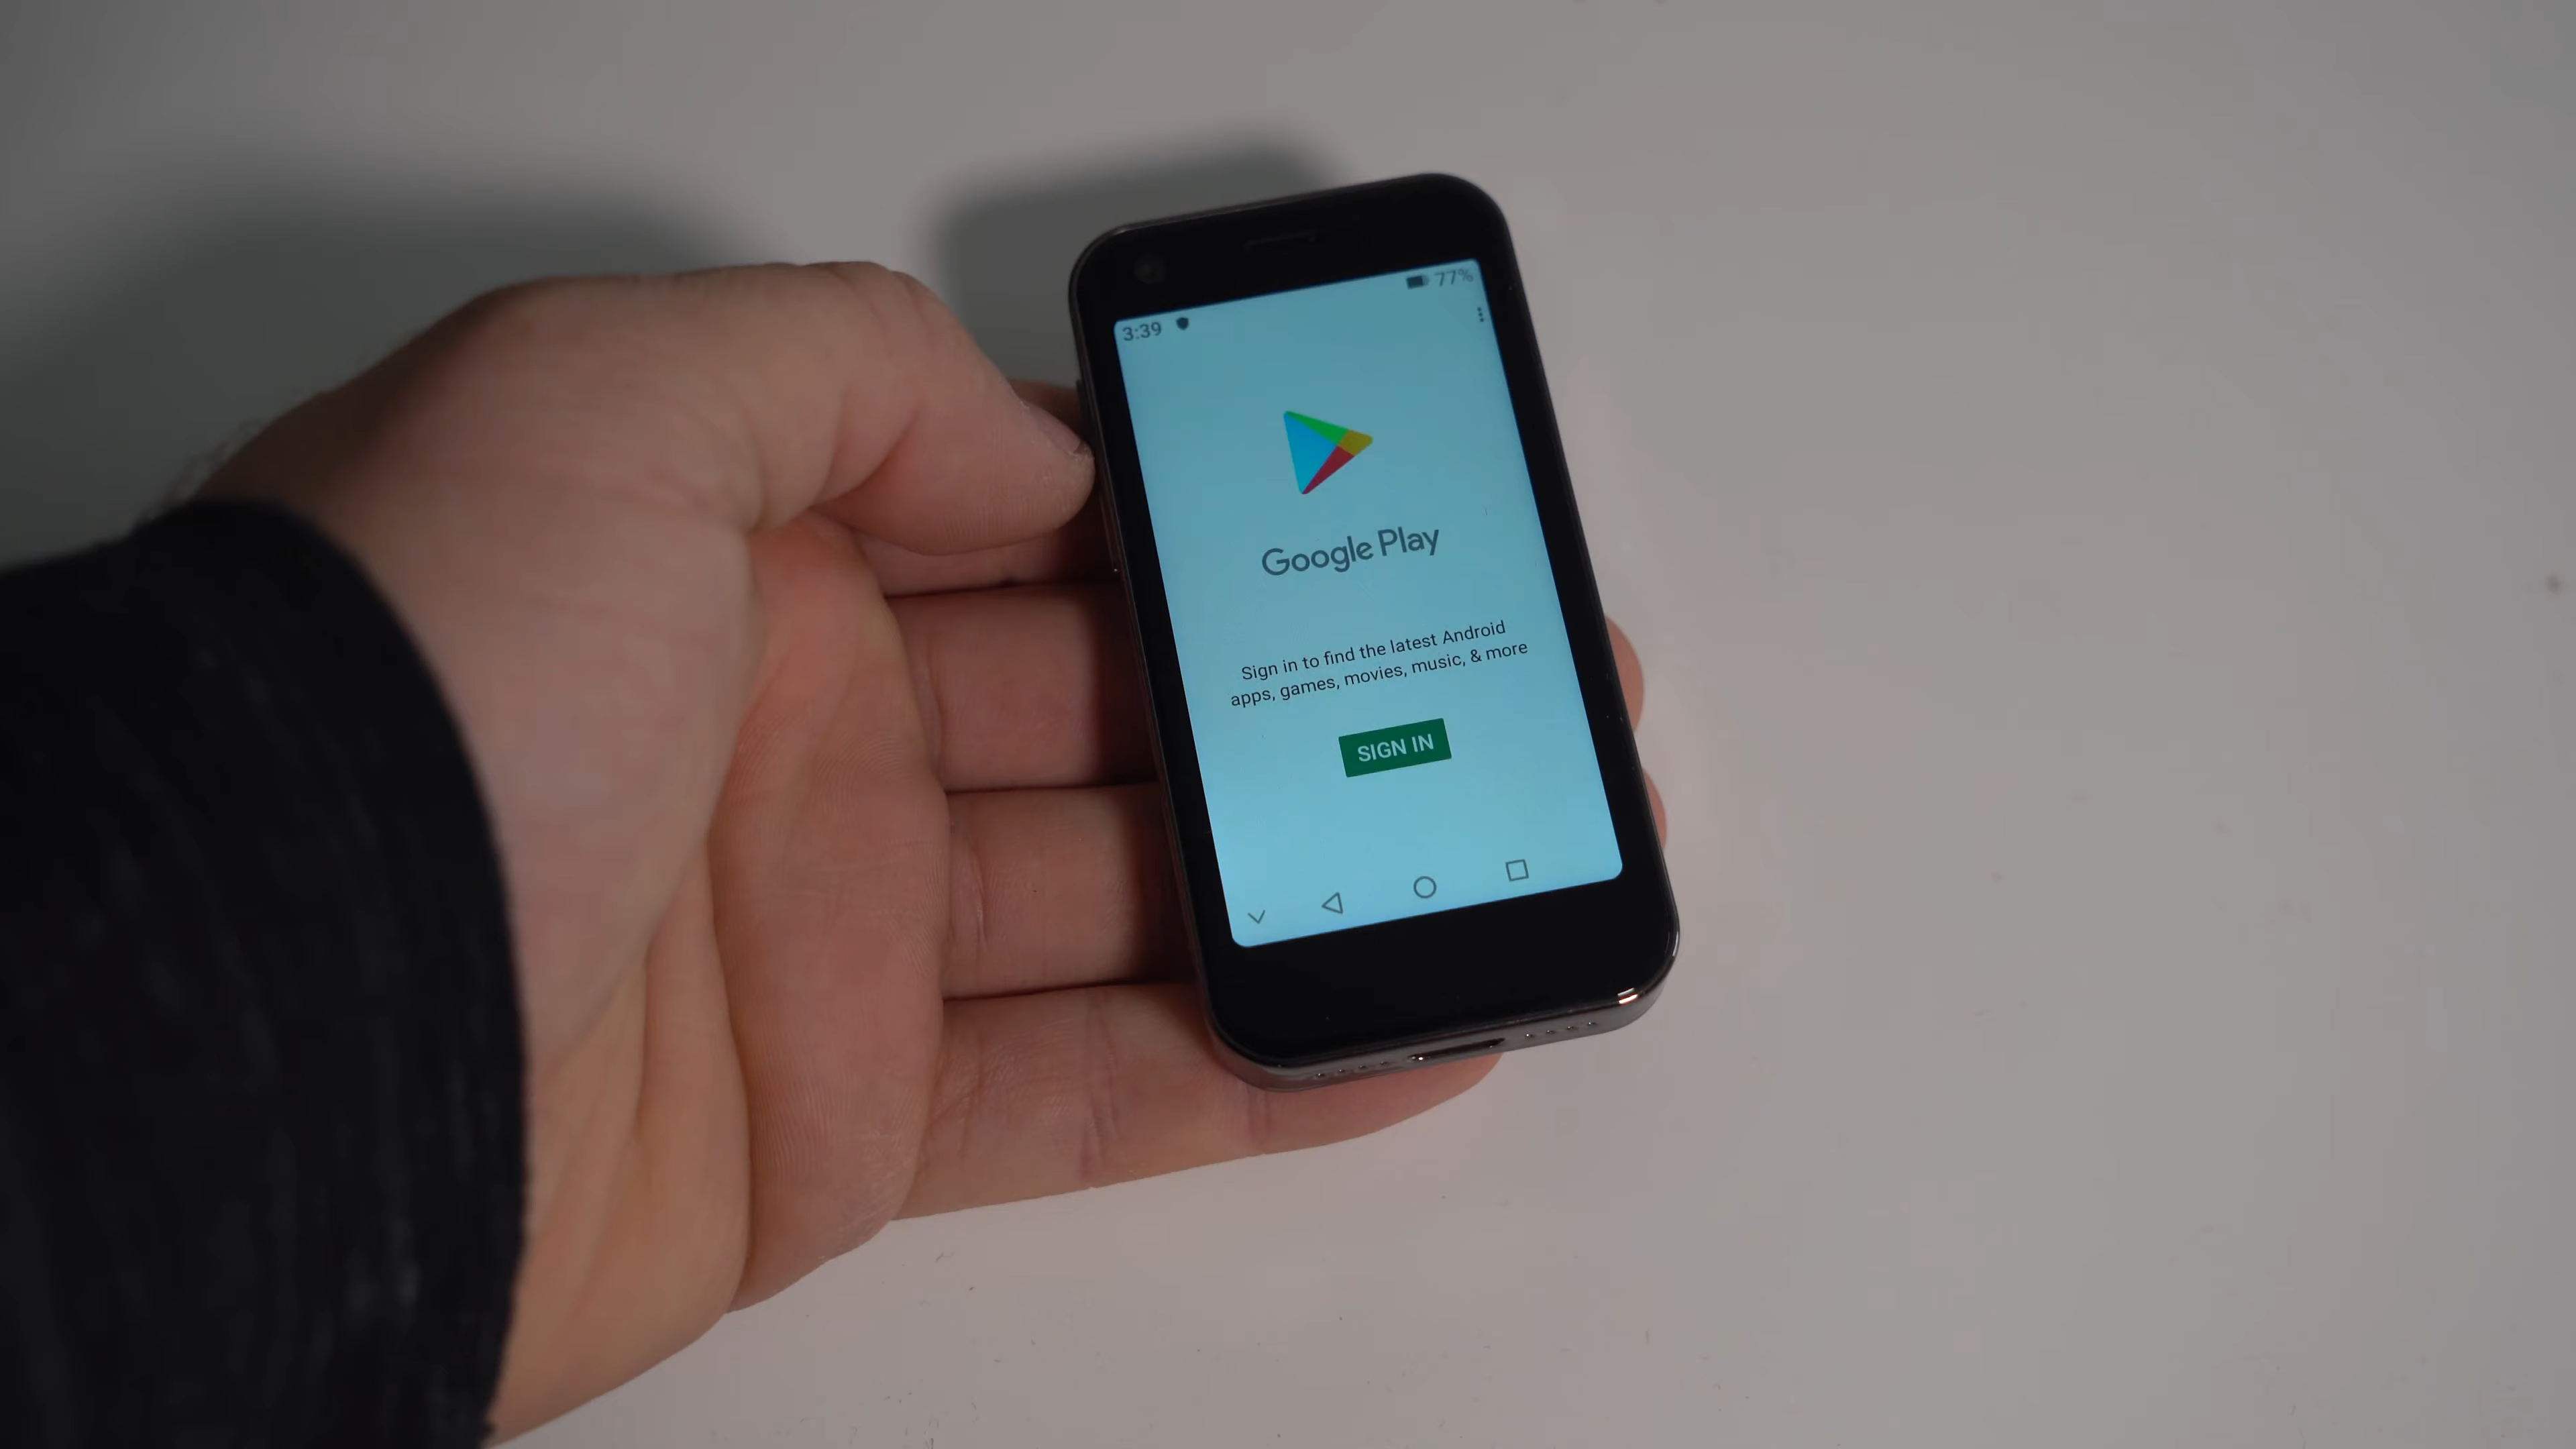 3:39
77%
Google Play
Sign in to find the latest Android
apps, games, movies, music, & more
SIGN IN